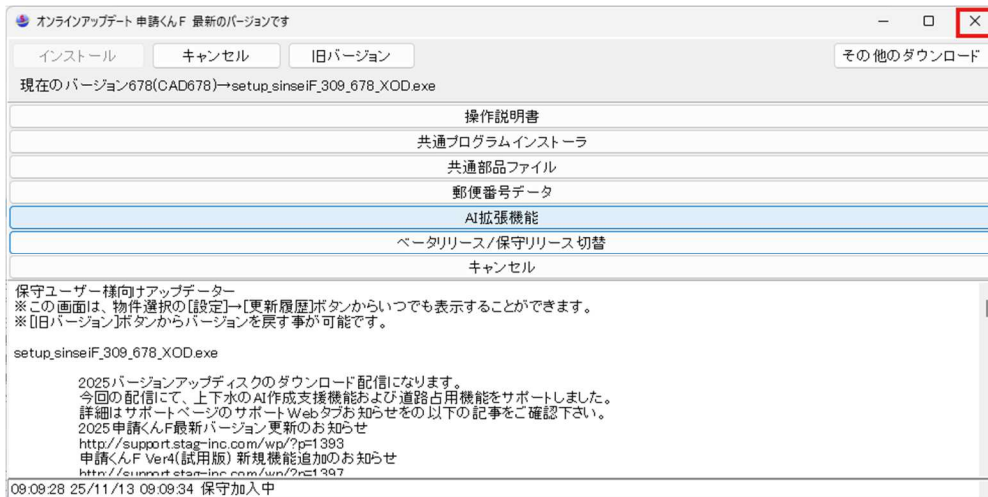 オンラインアップデート 申請くんF 最新のバージョンです
インストール キャンセル 旧バージョン その他のダウンロード
現在のバージョン678(CAD678)→setup_sinseiF_309_678_XOD.exe
操作説明書
共通プログラムインストーラ
共通部品ファイル
郵便番号データ
AI拡張機能
ベータリリース/保守リリース切替
キャンセル
保守ユーザー様向けアップデーター
※この画面は、物件選択の[設定]→[更新履歴]ボタンからいつでも表示することができます。
※[旧バージョン]ボタンからバージョンを戻す事が可能です。
setup_sinseiF_309_678_XOD.exe
2025バージョンアップディスクのダウンロード配信になります。
今回の配信にて、上下水のAI作成支援機能および道路占用機能をサポートしました。
詳細はサポートページのサポートWebタブお知らせをの以下の記事をご確認下さい。
2025申請くんF最新バージョン更新のお知らせ
http://support.stag-inc.com/wp/?p=1393
申請くんF Ver4(試用版) 新規機能追加のお知らせ
http://support.stag-inc.com/wp/?p=1397
09:09:28 25/11/13 09:09:34 保守加入中